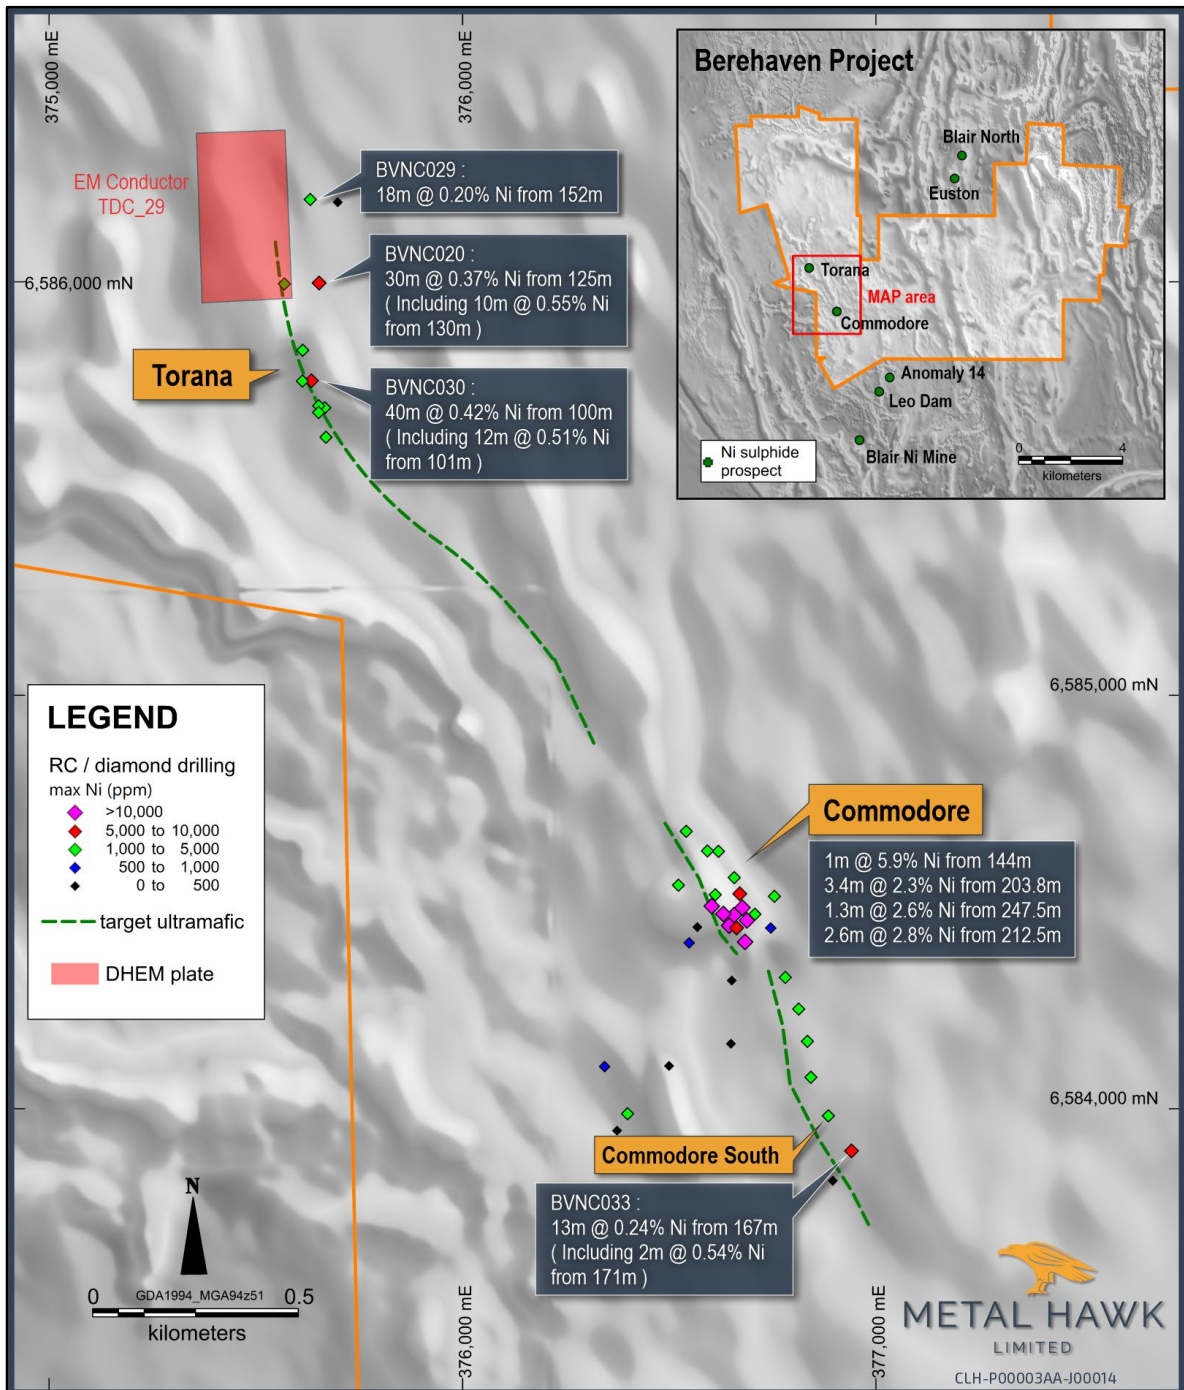 375,000 mE
376,000 mE
Berehaven Project
Blair North
Euston
Torana
MAP area
Commodore
Anomaly 14
Leo Dam
Blair Ni Mine
Ni sulphide
prospect
0 4
kilometers
EM Conductor
TDC_29
BVNC029 :
18m @ 0.20% Ni from 152m
6,586,000 mN
BVNC020 :
30m @ 0.37% Ni from 125m
( Including 10m @ 0.55% Ni
from 130m )
Torana
BVNC030 :
40m @ 0.42% Ni from 100m
( Including 12m @ 0.51% Ni
from 101m )
6,585,000 mN
LEGEND
RC / diamond drilling
max Ni (ppm)
>10,000
5,000 to 10,000
1,000 to 5,000
500 to 1,000
0 to 500
target ultramafic
DHEM plate
Commodore
1m @ 5.9% Ni from 144m
3.4m @ 2.3% Ni from 203.8m
1.3m @ 2.6% Ni from 247.5m
2.6m @ 2.8% Ni from 212.5m
6,584,000 mN
Commodore South
BVNC033 :
13m @ 0.24% Ni from 167m
( Including 2m @ 0.54% Ni
from 171m )
N
0 GDA1994_MGA94z51 0.5
kilometers
376,000 mE
377,000 mE
METAL HAWK
LIMITED
CLH-P00003AA-J00014